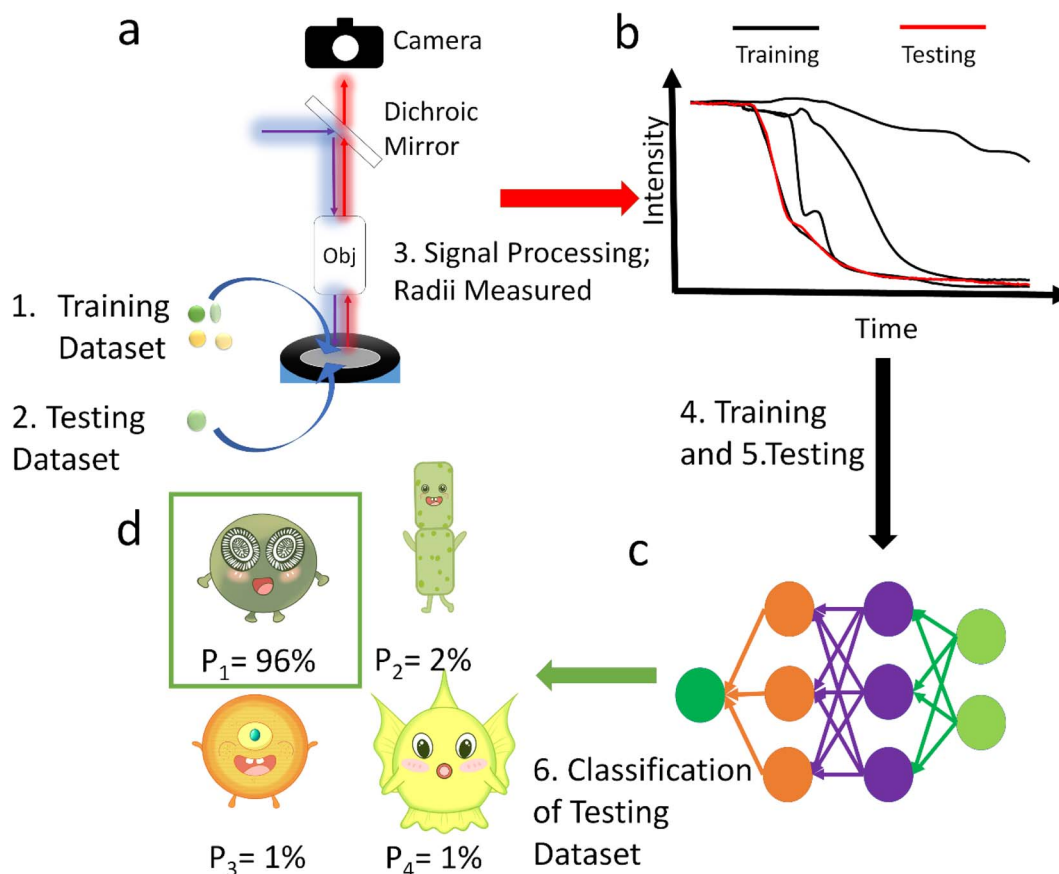 a
Camera
Dichroic
Mirror
Obj
1. Training
Dataset
2. Testing
Dataset
3. Signal Processing;
Radii Measured
b
Training
Testing
Intensity
Time
4. Training
and 5.Testing
c
d
P₁= 96%
P₂= 2%
P₃= 1%
P₄= 1%
6. Classification
of Testing
Dataset